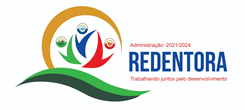 Administração: 2021/2024
REDENTORA
Trabalhando juntos pelo desenvolvimento